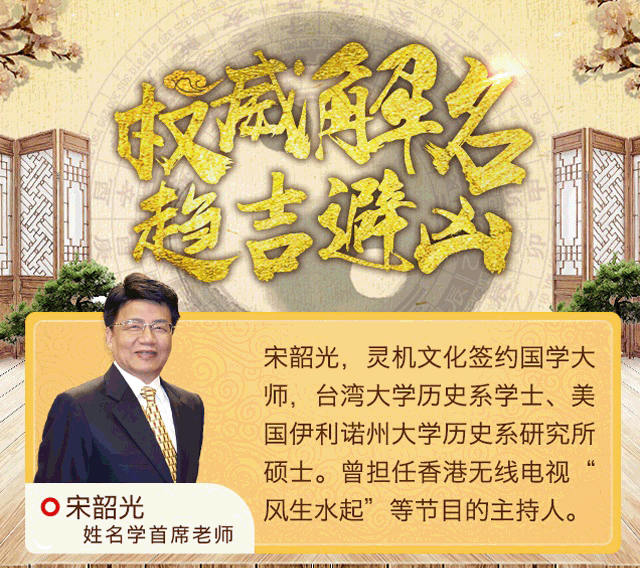 权威解名
趋吉避凶
宋韶光，灵机文化签约国学大
师，台湾大学历史系学士、美
国伊利诺州大学历史系研究所
硕士。曾担任香港无线电视“
风生水起”等节目的主持人。
宋韶光
姓名学首席老师